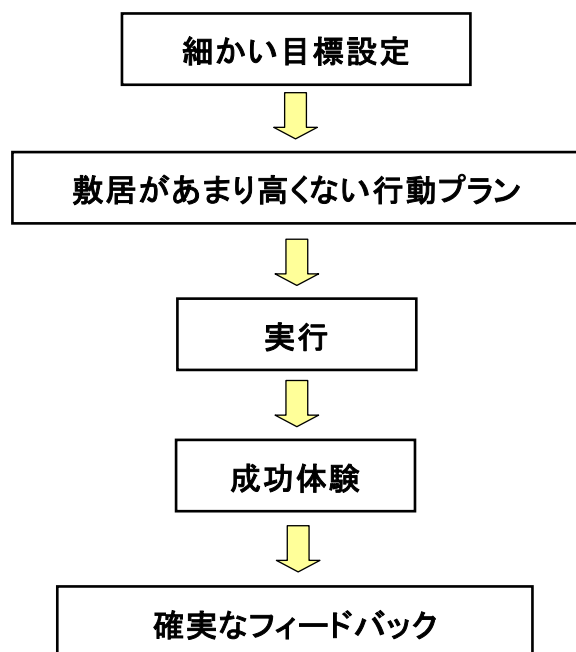 細かい目標設定
敷居があまり高くない行動プラン
実行
成功体験
確実なフィードバック